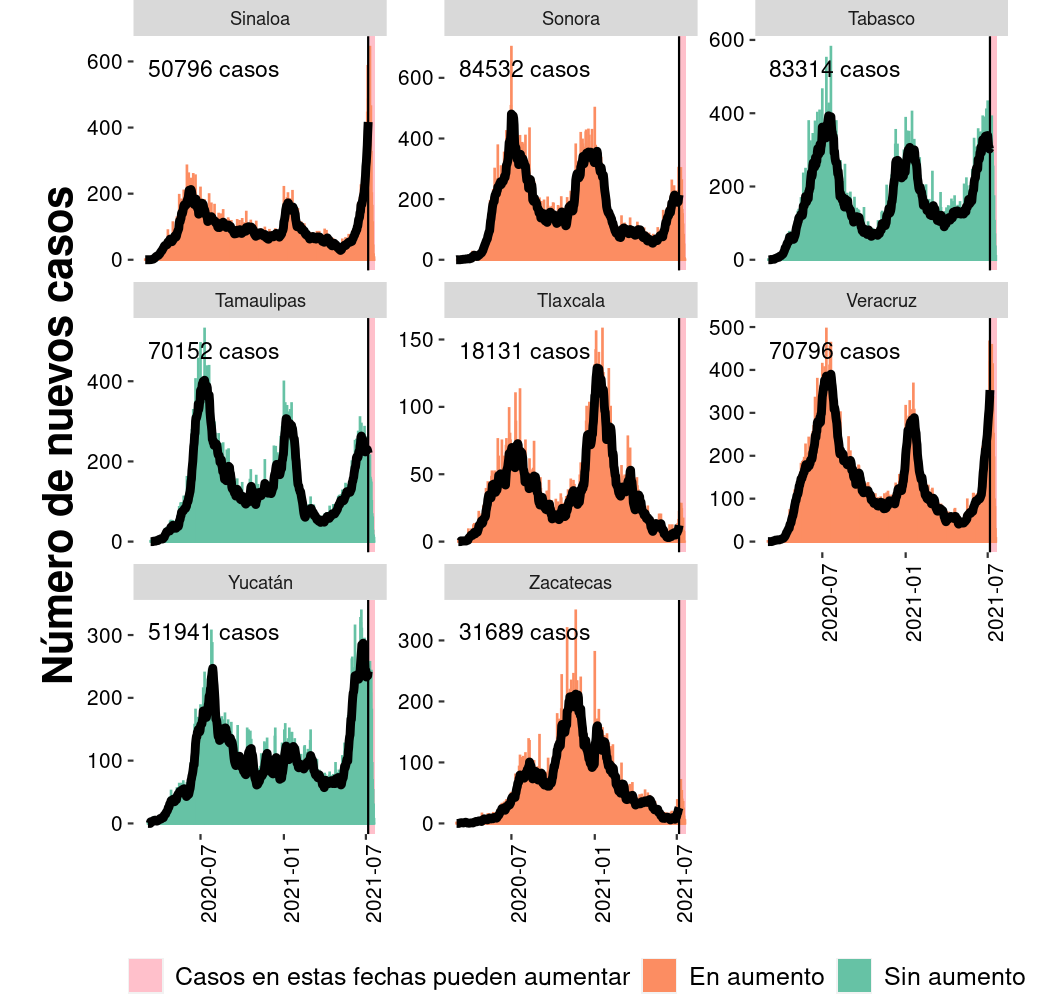 Número de nuevos casos
Sinaloa
Sonora
Tabasco
50796 casos
84532 casos
83314 casos
600
400
200
0
600
400
200
0
600
400
200
0
Tamaulipas
Tlaxcala
Veracruz
70152 casos
18131 casos
70796 casos
400
200
0
150
100
50
0
500
400
300
200
100
0
2020-07
2021-01
2021-07
Yucatán
Zacatecas
51941 casos
31689 casos
300
200
100
0
300
200
100
0
2020-07
2021-01
2021-07
2020-07
2021-01
2021-07
Casos en estas fechas pueden aumentar
En aumento
Sin aumento